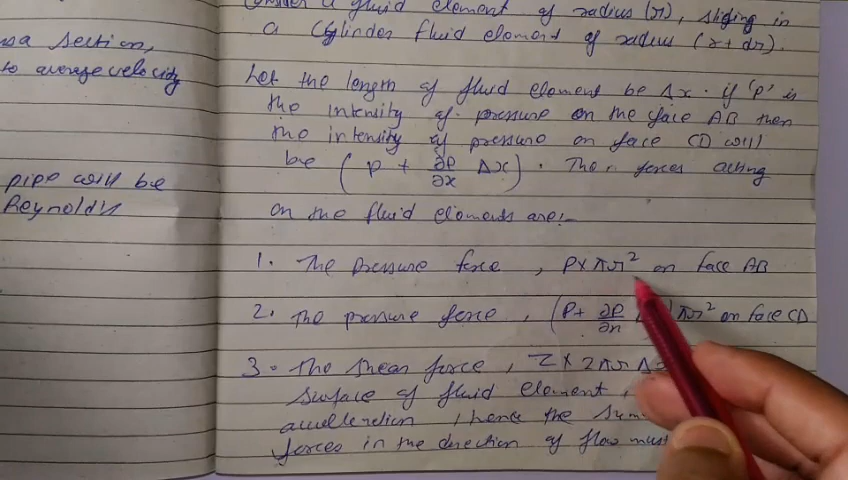 sa section,
to average velocity
pipe will be
Reynolds
Consider a fluid element of radius (r), sliding in
a Cylinder fluid element of radius (r + dr).
Let the length of fluid element be Δx. if 'p' is
the intensity of pressure on the face AB then
the intensity of pressure on face CD will
be (p + ∂p/∂x Δx). The forces acting
on the fluid elements are:-
1. The pressure force, P×πr² on face AB
2. The pressure force, (P+ ∂p/∂x ) πr² on face CD
3. The shear force, τ × 2πr Δ
surface of fluid element,
acceleration, hence the sum
forces in the direction of flow must